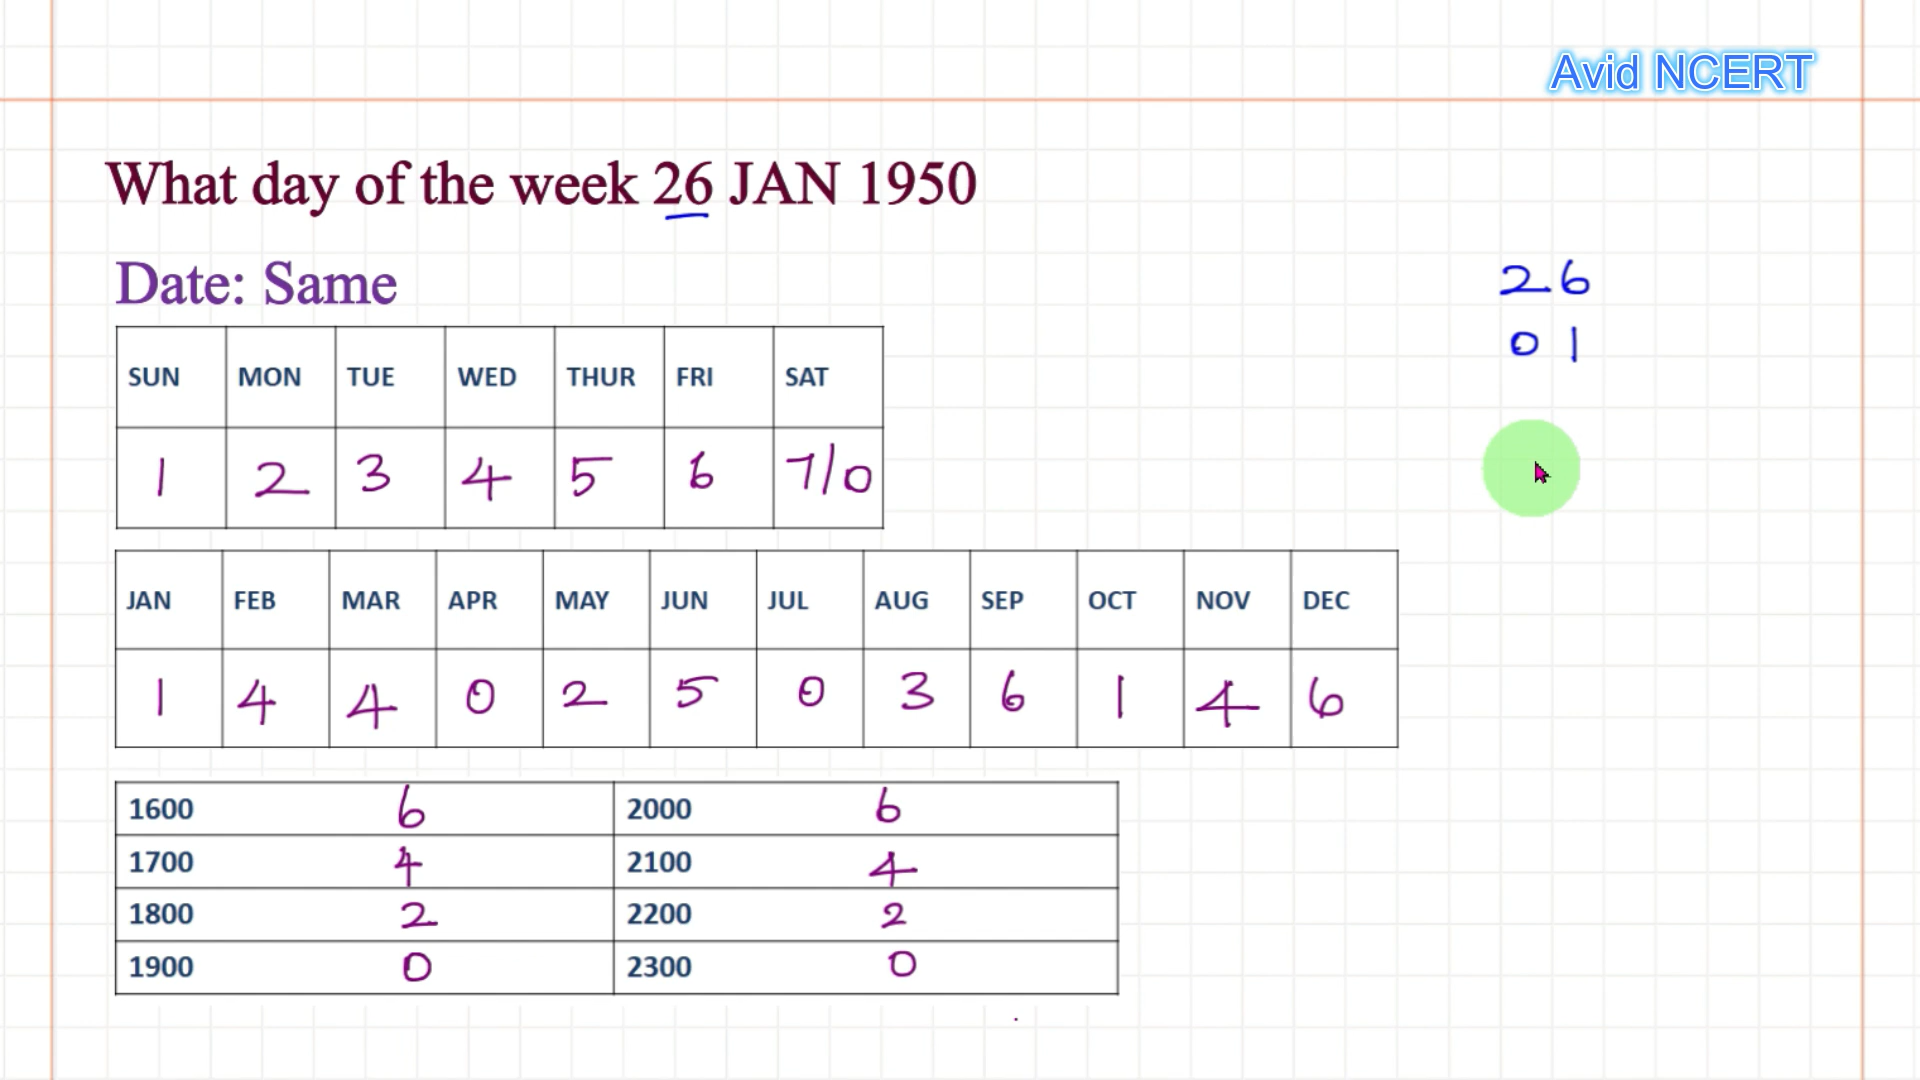 Avid NCERT
What day of the week 26 JAN 1950
Date: Same
26
01
SUN MON TUE WED THUR FRI SAT
1 2 3 4 5 6 7/0
JAN FEB MAR APR MAY JUN JUL AUG SEP OCT NOV DEC
1 4 4 0 2 5 0 3 6 1 4 6
1600 6 2000 6
1700 4 2100 4
1800 2 2200 2
1900 0 2300 0